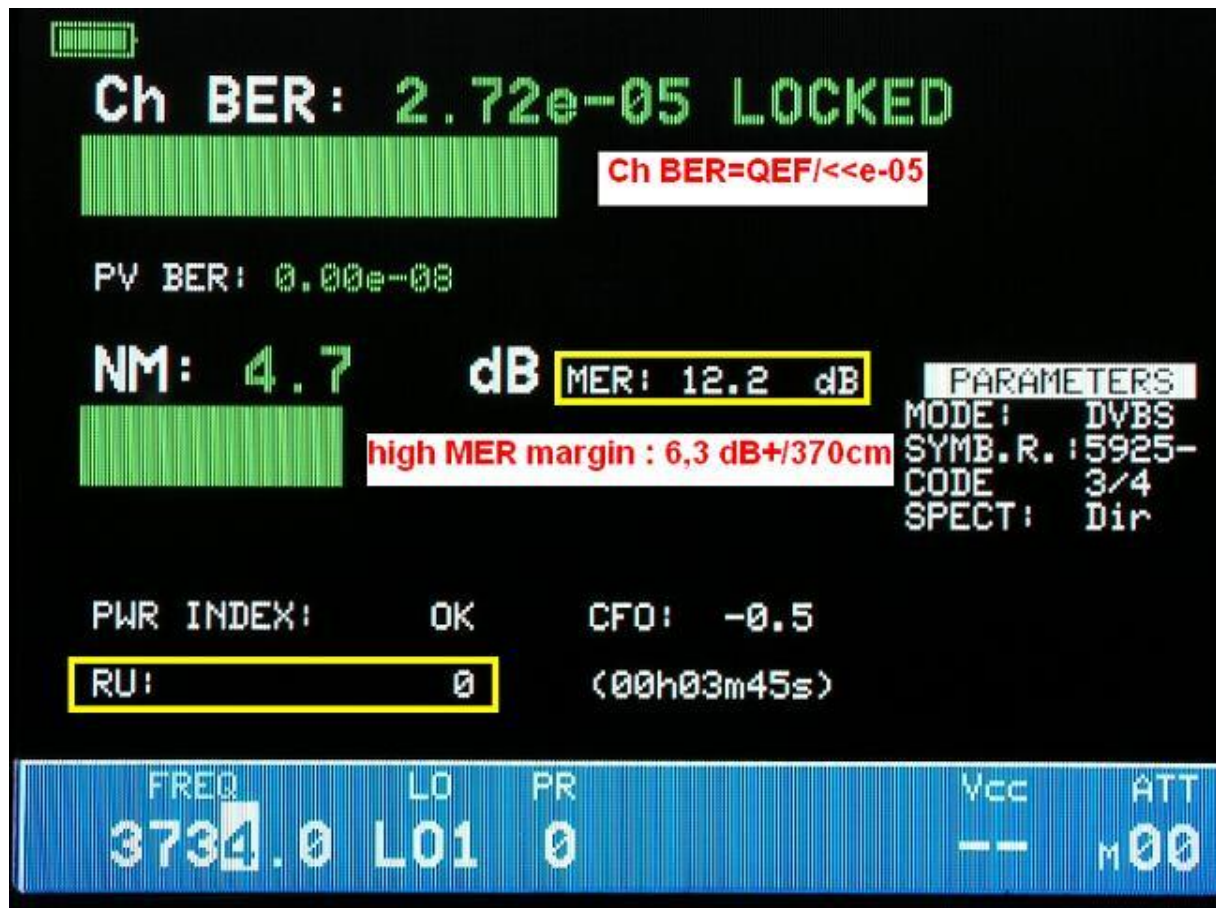 Ch BER: 2.72e-05 LOCKED
Ch BER=QEF/<<e-05
PV BER: 0.00e-08
NM: 4.7 dB MER: 12.2 dB
high MER margin : 6,3 dB+/370cm
PARAMETERS
MODE: DVBS
SYMB.R.:5925-
CODE 3/4
SPECT: Dir
PWR INDEX: OK CFO: -0.5
RU: 0 (00h03m45s)
FREQ LO PR Vcc ATT
3734.0 LO1 0 -- M00